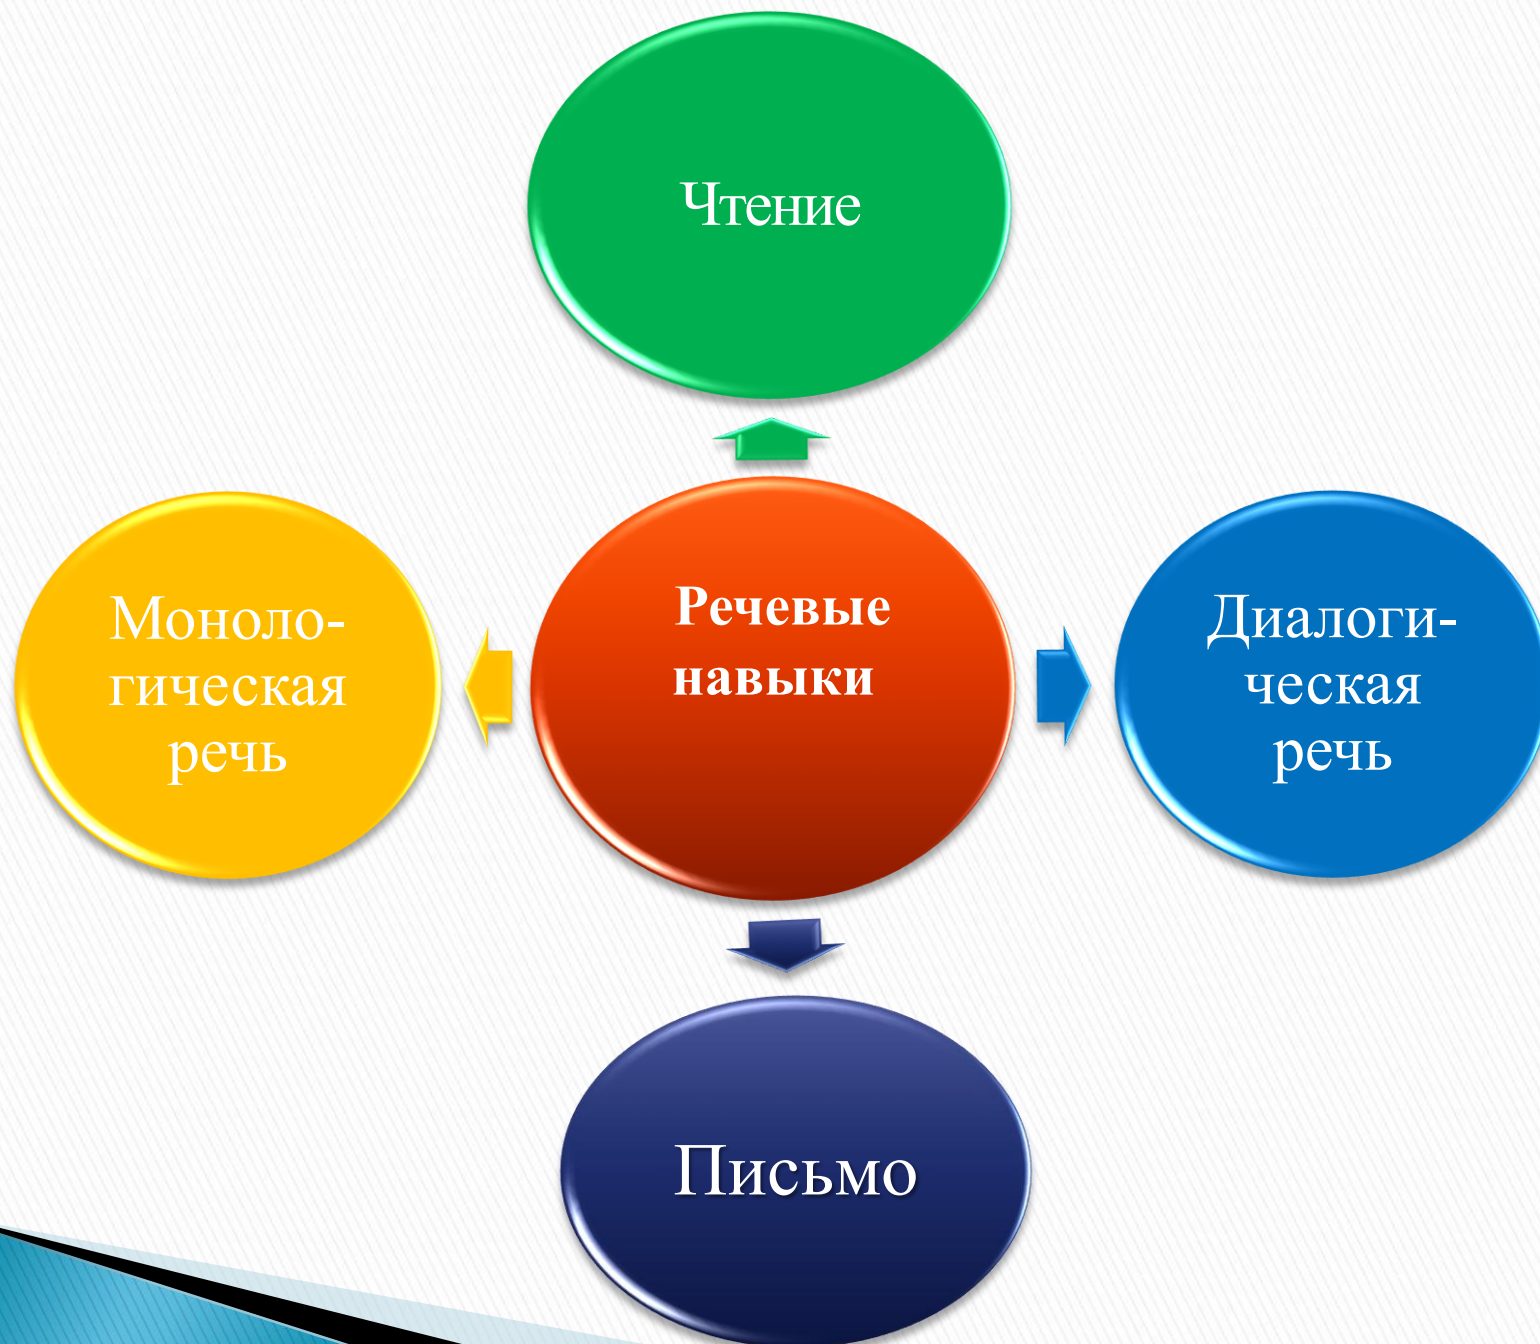 Чтение
Моноло-
гическая
речь
Речевые
навыки
Диалоги-
ческая
речь
Письмо